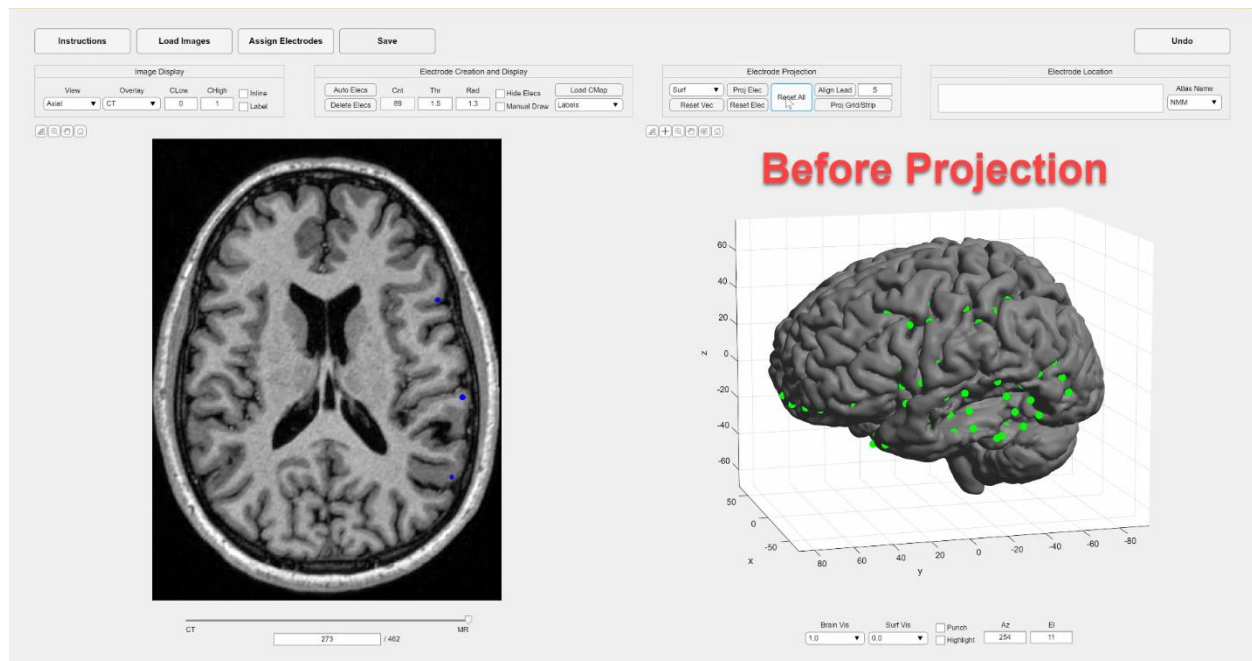 Instructions Load Images Assign Electrodes Save Undo
Image Display
View Overlay CLow CHigh
Axial CT 0 1
Inline
Label
Electrode Creation and Display
Auto Elecs Cnt Thr Rad Hide Elecs Load CMap
Delete Elecs 89 1.5 1.3 Manual Draw Labels
Electrode Projection
Surf Proj Elec Reset All Align Lead 5
Reset Vec Reset Elec Proj Grid/Strip
Electrode Location
Atlas Name
NMM
Before Projection
60
40
20
0
-20
-40
-60
z
50
0
-50
x
80 60 40 20 0 -20 -40 -60 -80
y
CT MR
273 / 462
Brain Vis Surf Vis Punch Az El
1.0 0.0 Highlight 284 11